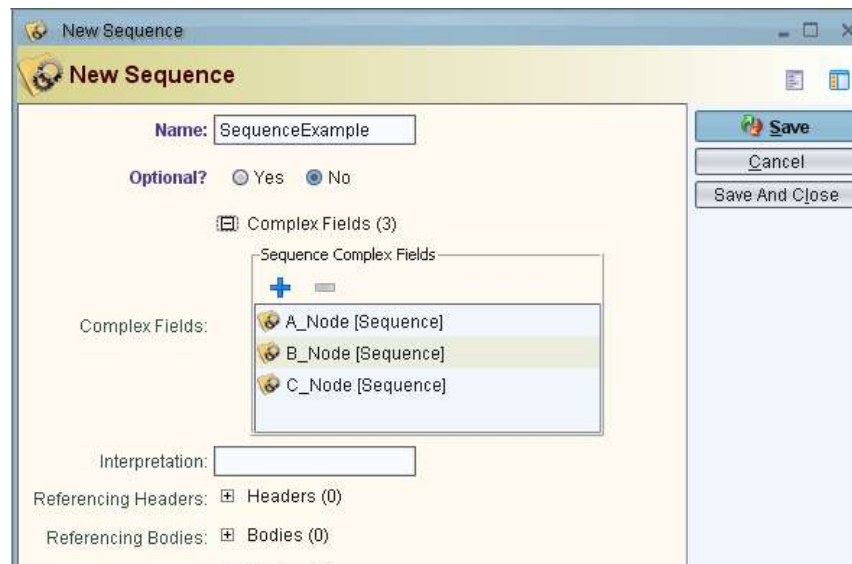 New Sequence
New Sequence
Name: SequenceExample
Save
Cancel
Save And Close
Optional? Yes No
Complex Fields (3)
Sequence Complex Fields
Complex Fields:
A_Node [Sequence]
B_Node [Sequence]
C_Node [Sequence]
Interpretation:
Referencing Headers: Headers (0)
Referencing Bodies: Bodies (0)